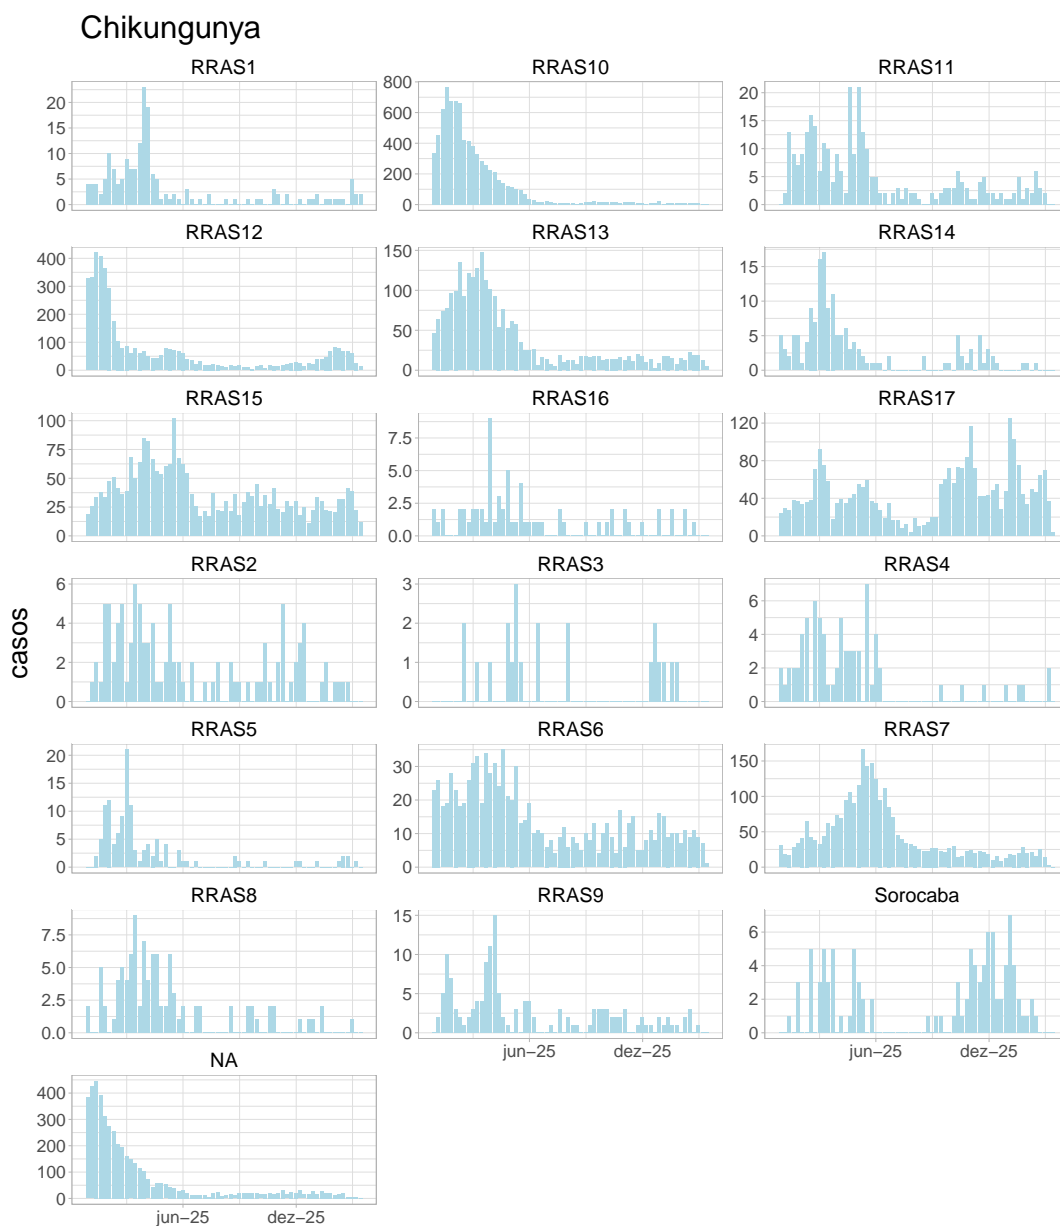 Chikungunya
RRAS1 RRAS10 RRAS11
20 15 10 5 0
800 600 400 200 0
20 15 10 5 0
RRAS12 RRAS13 RRAS14
400 300 200 100 0
150 100 50 0
15 10 5 0
RRAS15 RRAS16 RRAS17
100 75 50 25 0
7.5 5.0 2.5 0.0
120 80 40 0
RRAS2 RRAS3 RRAS4
6 4 2 0
3 2 1 0
6 4 2 0
casos
RRAS5 RRAS6 RRAS7
20 15 10 5 0
30 20 10 0
150 100 50 0
RRAS8 RRAS9 Sorocaba
7.5 5.0 2.5 0.0
15 10 5 0
6 4 2 0
jun−25 dez−25 jun−25 dez−25
NA
400 300 200 100 0
jun−25 dez−25